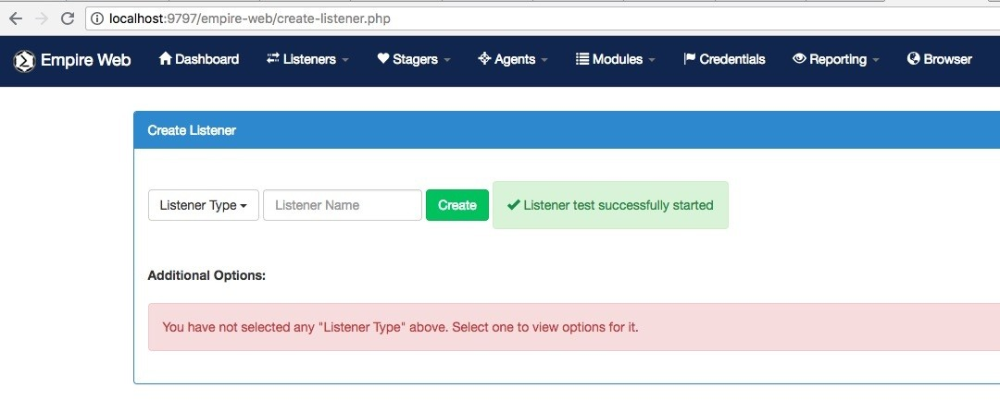 localhost:9797/empire-web/create-listener.php
Empire Web Dashboard Listeners Stagers Agents Modules Credentials Reporting Browser
Create Listener
Listener Type Listener Name Create Listener test successfully started
Additional Options:
You have not selected any "Listener Type" above. Select one to view options for it.